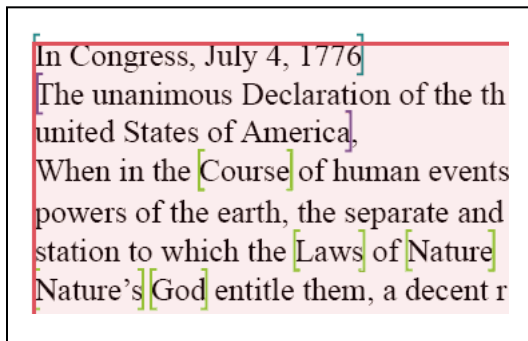 In Congress, July 4, 1776
The unanimous Declaration of the th
united States of America,
When in the Course of human events
powers of the earth, the separate and
station to which the Laws of Nature
Nature’s God entitle them, a decent r